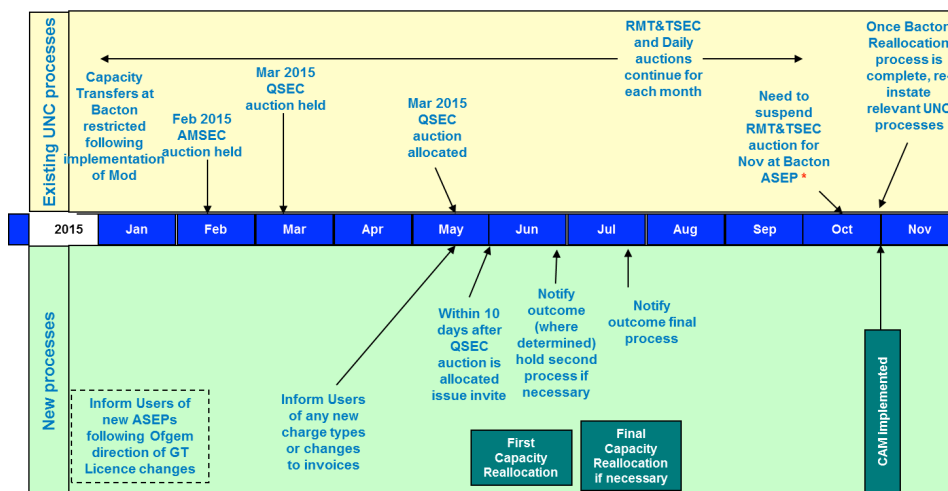 Existing UNC processes
Capacity
Transfers at
Bacton
restricted
following
implementation
of Mod
Feb 2015
AMSEC
auction held
Mar 2015
QSEC
auction held
Mar 2015
QSEC
auction
allocated
RMT&TSEC
and Daily
auctions
continue for
each month
Need to
suspend
RMT&TSEC
auction for
Nov at Bacton
ASEP *
Once Bacton
Reallocation
process is
complete, re-
instate
relevant UNC
processes
2015
Jan
Feb
Mar
Apr
May
Jun
Jul
Aug
Sep
Oct
Nov
New processes
Inform Users of
new ASEPs
following Ofgem
direction of GT
Licence changes
Inform Users
of any new
charge types
or changes
to invoices
Within 10
days after
QSEC
auction is
allocated
issue invite
Notify
outcome
(where
determined)
hold second
process if
necessary
Notify
outcome final
process
First
Capacity
Reallocation
Final
Capacity
Reallocation
if necessary
CAM Implemented